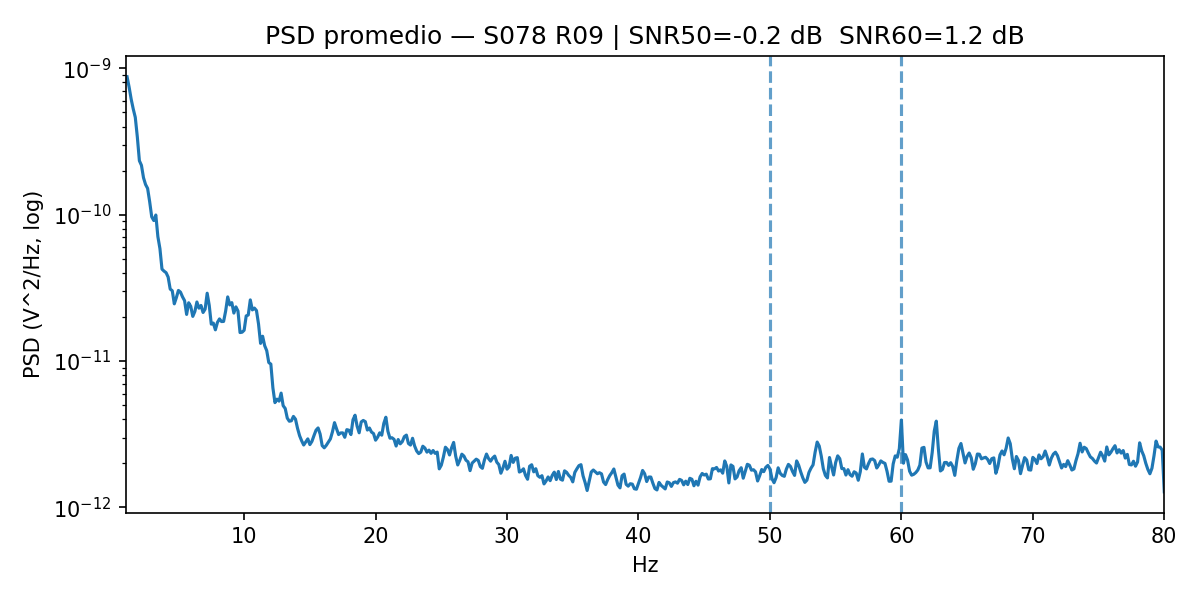 PSD promedio — S078 R09 | SNR50=-0.2 dB  SNR60=1.2 dB
PSD (V^2/Hz, log)
10⁻⁹
10⁻¹⁰
10⁻¹¹
10⁻¹²
10 20 30 40 50 60 70 80
Hz